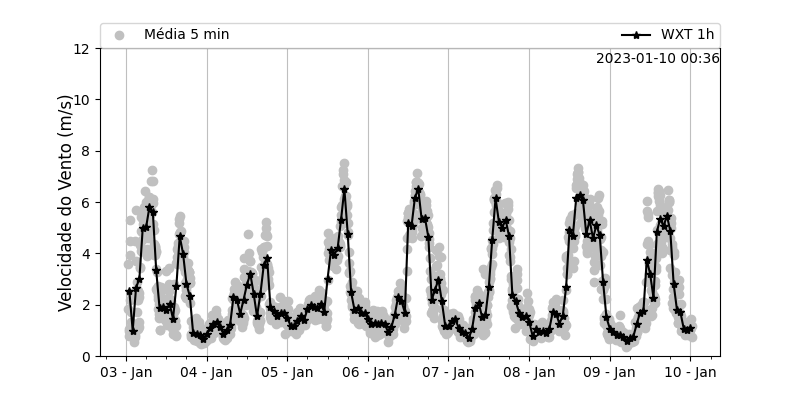 Média 5 min
WXT 1h
2023-01-10 00:36
Velocidade do Vento (m/s)
12
10
8
6
4
2
0
03 - Jan
04 - Jan
05 - Jan
06 - Jan
07 - Jan
08 - Jan
09 - Jan
10 - Jan